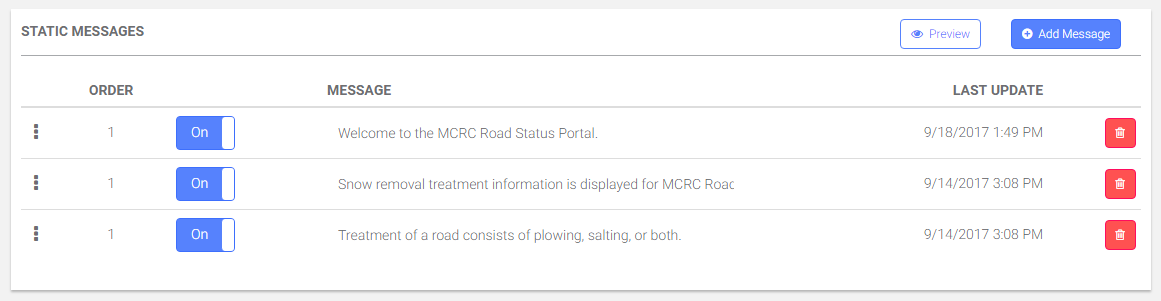 STATIC MESSAGES Preview Add Message
ORDER MESSAGE LAST UPDATE
1 On Welcome to the MCRC Road Status Portal. 9/18/2017 1:49 PM
1 On Snow removal treatment information is displayed for MCRC Road 9/14/2017 3:08 PM
1 On Treatment of a road consists of plowing, salting, or both. 9/14/2017 3:08 PM